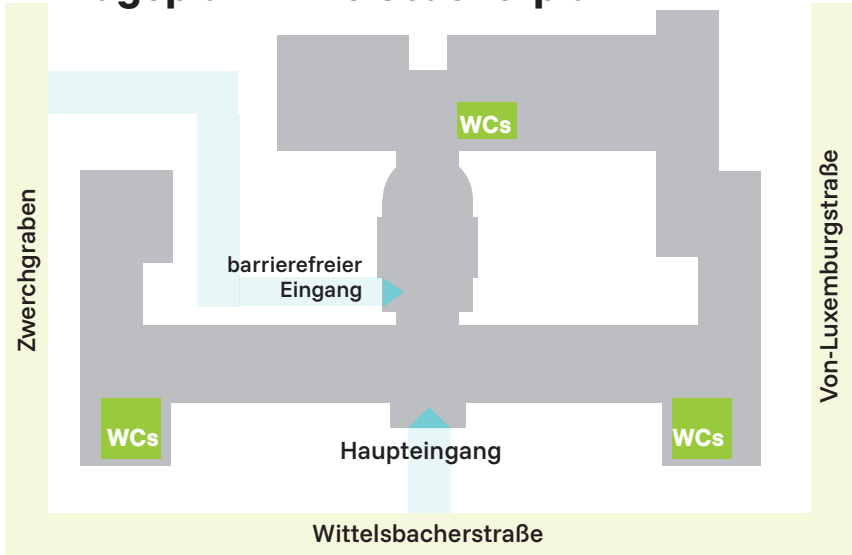 WCs
Zwerchgraben
Von-Luxemburgstraße
barrierefreier
Eingang
WCs
WCs
Haupteingang
Wittelsbacherstraße